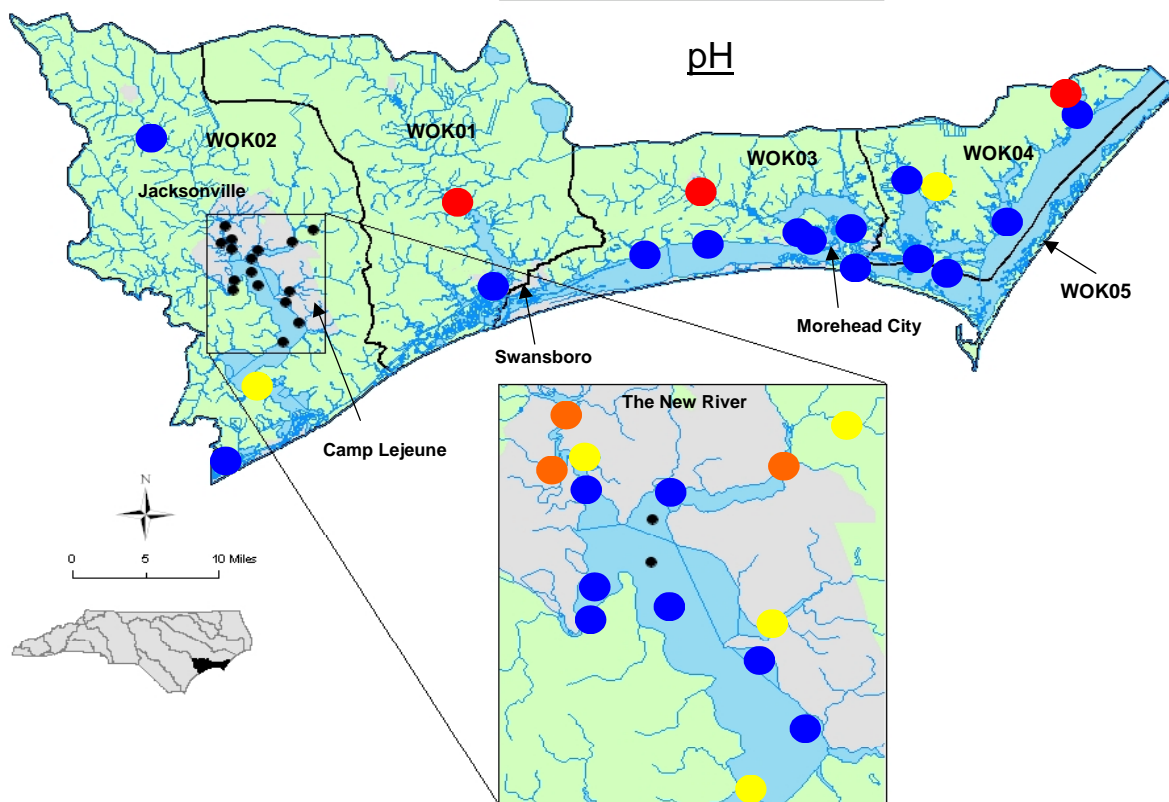 pH
WOK04
WOK01
WOK03
WOK02
Jacksonville
WOK05
Morehead City
Swansboro
The New River
Camp Lejeune
N
0 5 10 Miles